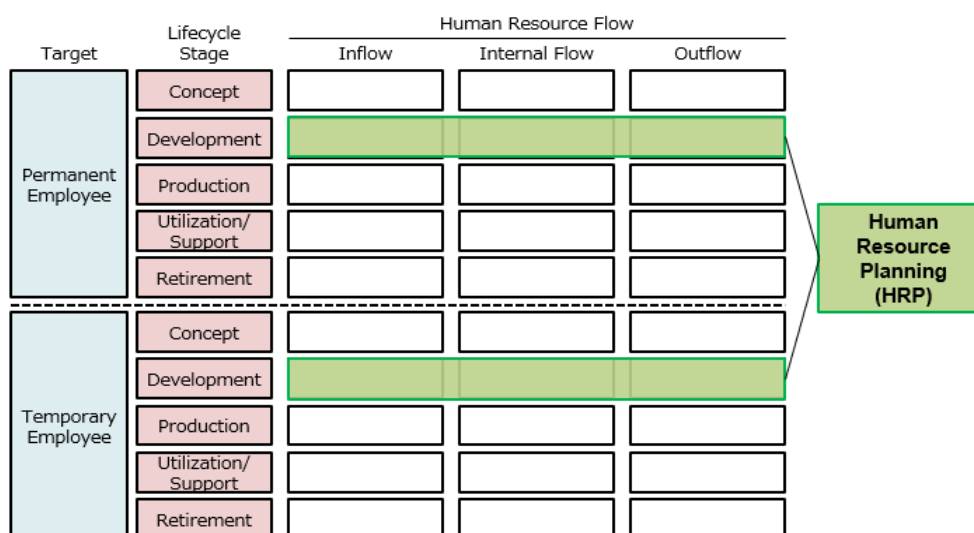 Human Resource Flow
Target
Lifecycle
Stage
Inflow
Internal Flow
Outflow
Permanent
Employee
Concept
Development
Production
Utilization/
Support
Retirement
Human
Resource
Planning
(HRP)
Temporary
Employee
Concept
Development
Production
Utilization/
Support
Retirement